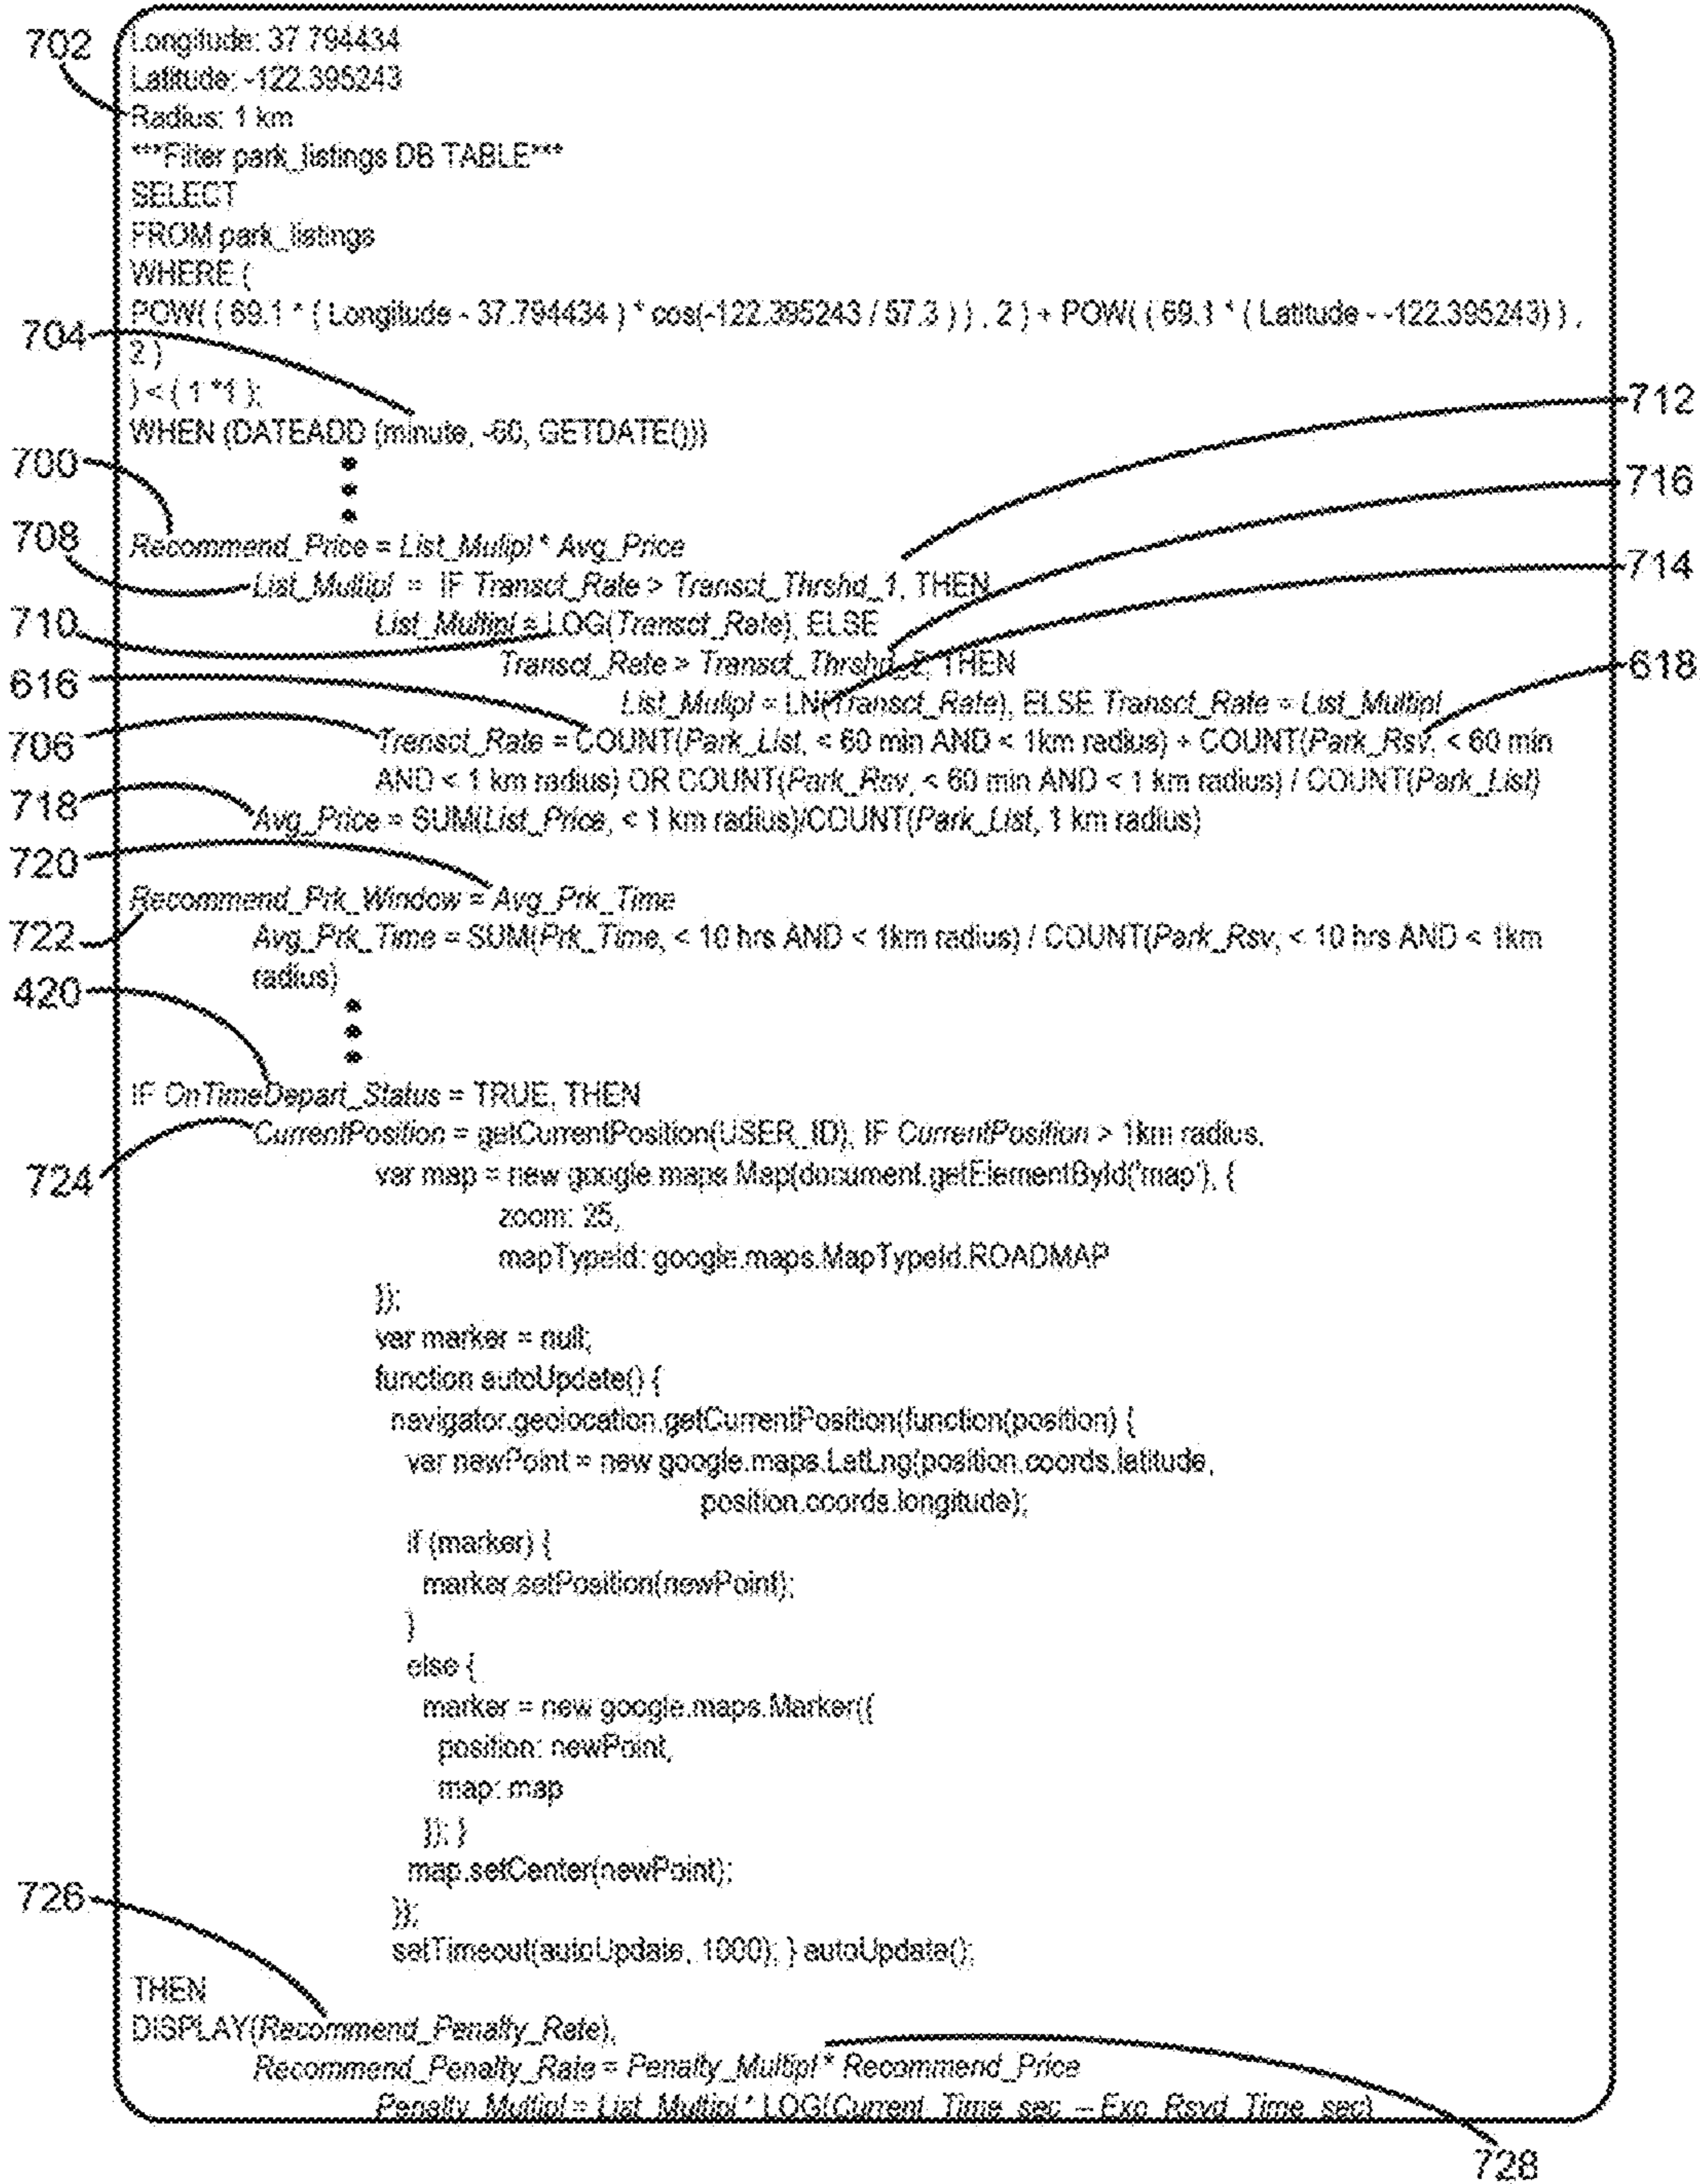 702
Longitude: 37.794434
Latitude: -122.395243
Radius: 1 km
***Filter park_listings DB TABLE***
SELECT
FROM park_listings
WHERE (
POW( ( 69.1 * ( Longitude - 37.794434 ) * cos(-122.395243 / 57.3 ) ) , 2 ) + POW( ( 69.1 * ( Latitude - -122.395243) ) ,
704
2 )
) < ( 1 *1 );
712
WHEN (DATEADD (minute, -60, GETDATE()))
700
716
708
Recommend_Price = List_Mulipl * Avg_Price
714
List_Multipl = IF Transct_Rate > Transct_Thrshd_1, THEN
710
List_Multipl = LOG(Transct_Rate), ELSE
Transct_Rate > Transct_Thrshd_2, THEN
618
616
List_Mulipl = LN(Transct_Rate), ELSE Transct_Rate = List_Multipl
706
Transct_Rate = COUNT(Park_List, < 60 min AND < 1km radius) + COUNT(Park_Rsv, < 60 min
AND < 1 km radius) OR COUNT(Park_Rsv, < 60 min AND < 1 km radius) / COUNT(Park_List)
718
Avg_Price = SUM(List_Price, < 1 km radius)/COUNT(Park_List, 1 km radius)
720
Recommend_Prk_Window = Avg_Prk_Time
722
Avg_Prk_Time = SUM(Prk_Time, < 10 hrs AND < 1km radius) / COUNT(Park_Rsv, < 10 hrs AND < 1km
radius)
420
IF OnTimeDepart_Status = TRUE, THEN
CurrentPosition = getCurrentPosition(USER_ID), IF CurrentPosition > 1km radius,
724
var map = new google.maps.Map(document.getElementById('map'), {
zoom: 25,
mapTypeId: google.maps.MapTypeId.ROADMAP
});
var marker = null;
function autoUpdate() {
navigator.geolocation.getCurrentPosition(function(position) {
var newPoint = new google.maps.LatLng(position.coords.latitude,
position.coords.longitude);
if (marker) {
marker.setPosition(newPoint);
}
else {
marker = new google.maps.Marker({
position: newPoint,
map: map
}); }
map.setCenter(newPoint);
726
});
setTimeout(autoUpdate, 1000); } autoUpdate();
THEN
DISPLAY(Recommend_Penalty_Rate),
Recommend_Penalty_Rate = Penalty_Multipl * Recommend_Price
Penalty_Multipl = List_Multipl * LOG(Current_Time_sec – Exp_Rsvd_Time_sec)
728